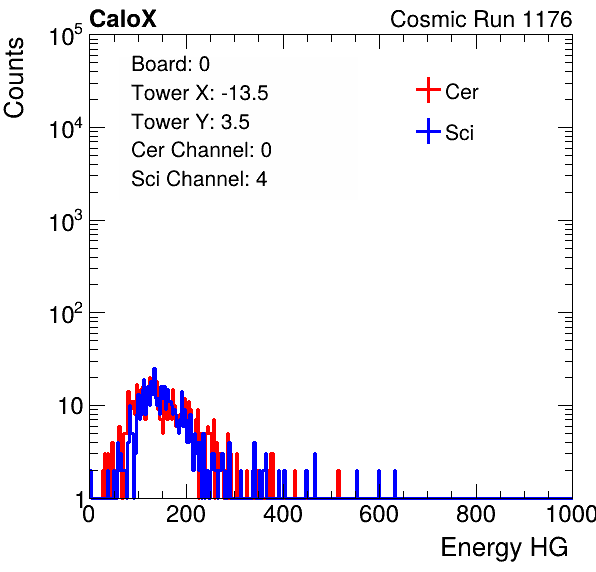 CaloX Cosmic Run 1176
Counts
Board: 0
Tower X: -13.5
Tower Y: 3.5
Cer Channel: 0
Sci Channel: 4
Cer
Sci
10^5
10^4
10^3
10^2
10
1
0 200 400 600 800 1000
Energy HG